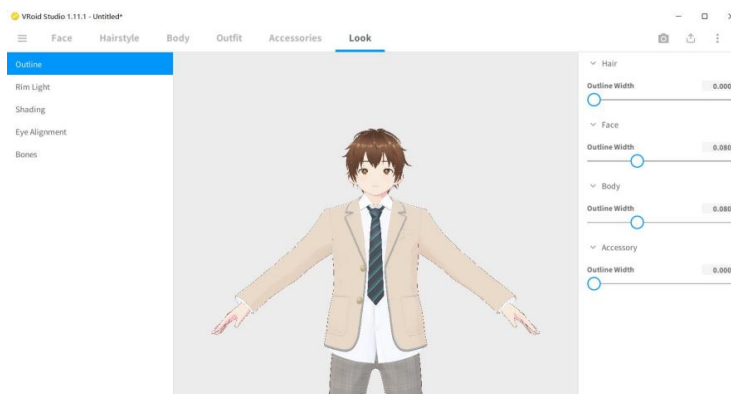 VRoid Studio 1.11.1 - Untitled*
Face Hairstyle Body Outfit Accessories Look
Outline
Rim Light
Shading
Eye Alignment
Bones
Hair
Outline Width 0.000
Face
Outline Width 0.080
Body
Outline Width 0.080
Accessory
Outline Width 0.000